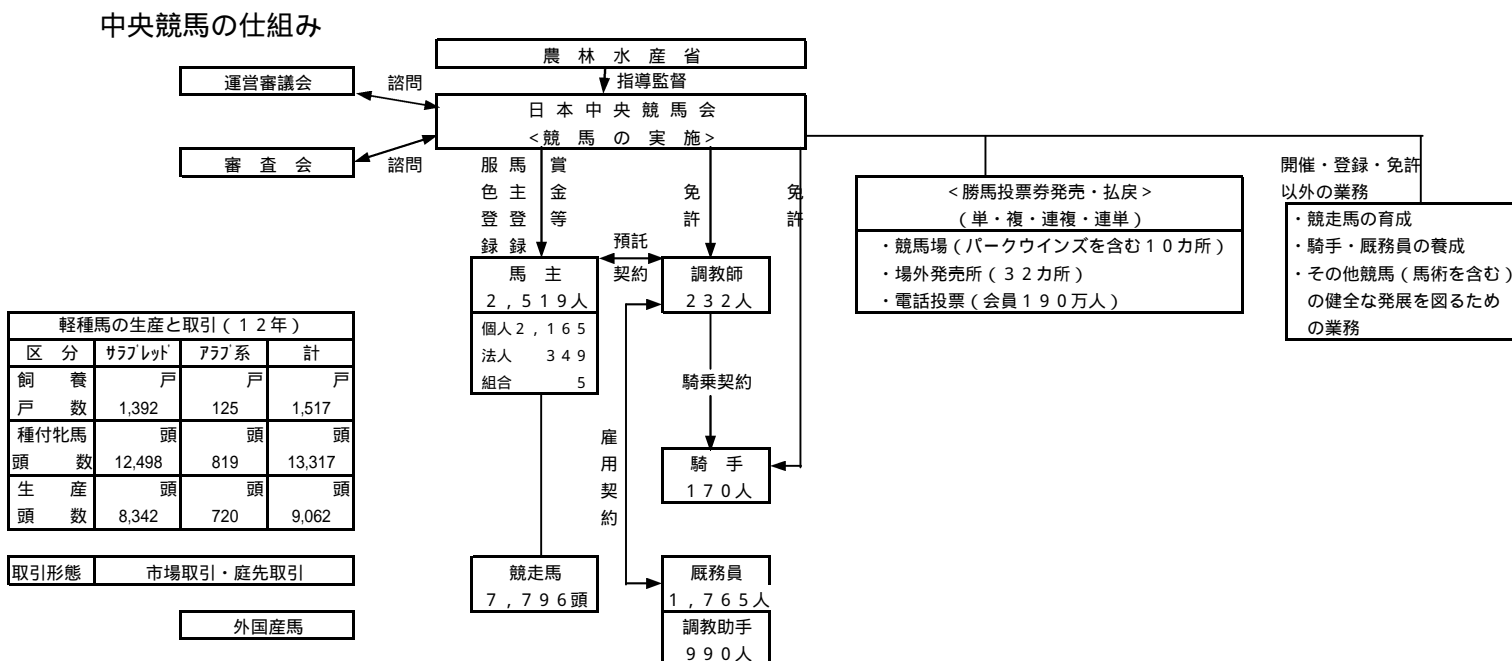 中央競馬の仕組み
農林水産省
運営審議会
諮問
指導監督
日本中央競馬会
<競馬の実施>
審査会
諮問
服色登録
馬主登録
賞金等
免許
免許
預託
契約
馬主
2,519人
個人2,165
法人 349
組合 5
調教師
232人
騎乗契約
雇用契約
騎手
170人
競走馬
7,796頭
厩務員
1,765人
調教助手
990人
<勝馬投票券発売・払戻>
(単・複・連複・連単)
・競馬場(パークウインズを含む10カ所)
・場外発売所(32カ所)
・電話投票(会員190万人)
開催・登録・免許
以外の業務
・競走馬の育成
・騎手・厩務員の養成
・その他競馬(馬術を含む)
の健全な発展を図るため
の業務
軽種馬の生産と取引(12年)
区分 サラブレッド アラブ系 計
飼養 戸 戸 戸
戸数 1,392 125 1,517
種付牝馬 頭 頭 頭
頭数 12,498 819 13,317
生産 頭 頭 頭
頭数 8,342 720 9,062
取引形態 市場取引・庭先取引
外国産馬